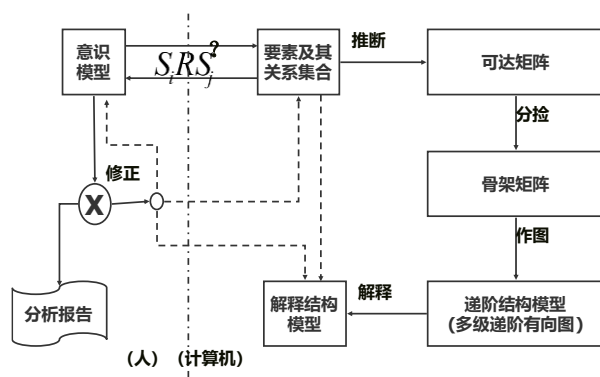 意识
模型
S_iRS_j?
要素及其
关系集合
推断
可达矩阵
分捡
骨架矩阵
修正
X
作图
分析报告
解释结构
模型
解释
递阶结构模型
(多级递阶有向图)
(人)
(计算机)